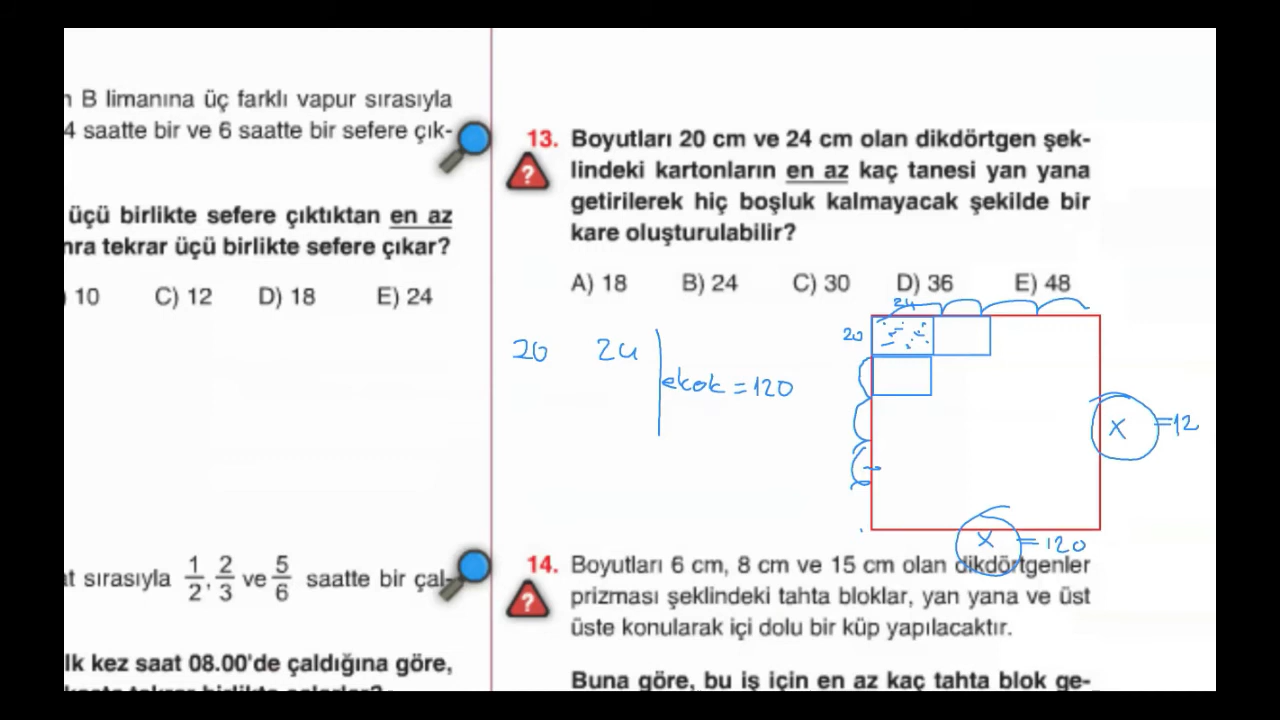 B limanına üç farklı vapur sırasıyla
4 saatte bir ve 6 saatte bir sefere çık-
üçü birlikte sefere çıktıktan en az
nra tekrar üçü birlikte sefere çıkar?
10 C) 12 D) 18 E) 24
at sırasıyla 1/2, 2/3 ve 5/6 saatte bir çal-
lk kez saat 08.00'de çaldığına göre,
13. Boyutları 20 cm ve 24 cm olan dikdörtgen şek-
lindeki kartonların en az kaç tanesi yan yana
getirilerek hiç boşluk kalmayacak şekilde bir
kare oluşturulabilir?
A) 18 B) 24 C) 30 D) 36 E) 48
24
20
20 24
ekok = 120
x = 12
x = 120
14. Boyutları 6 cm, 8 cm ve 15 cm olan dikdörtgenler
prizması şeklindeki tahta bloklar, yan yana ve üst
üste konularak içi dolu bir küp yapılacaktır.
Buna göre, bu iş için en az kaç tahta blok ge-